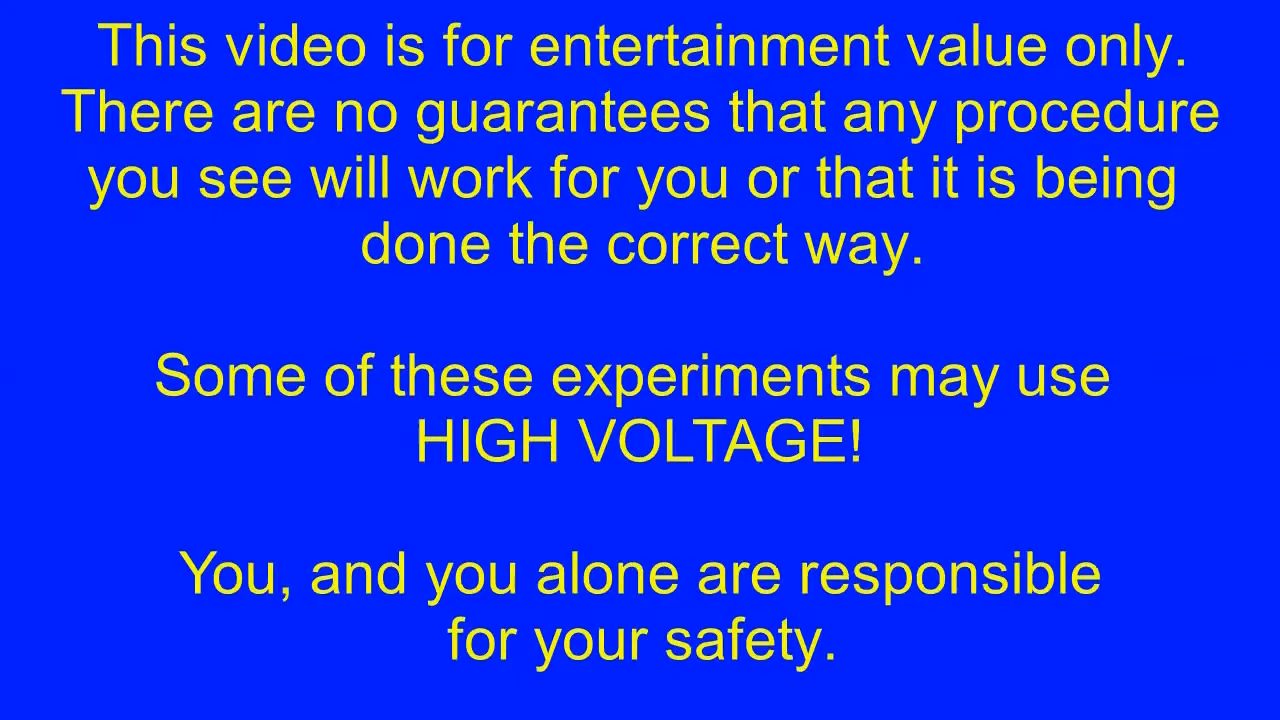 This video is for entertainment value only.
There are no guarantees that any procedure
you see will work for you or that it is being
done the correct way.
Some of these experiments may use
HIGH VOLTAGE!
You, and you alone are responsible
for your safety.